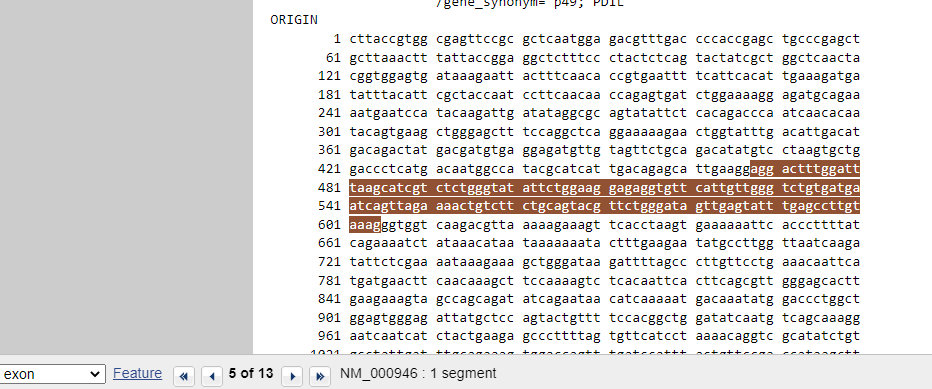 /gene_synonym= p49; PDIL
ORIGIN
1 cttaccgtgg cgagttccgc gctcaatgga gacgtttgac cccaccgagc tgcccgagct
61 gcttaaactt tattaccgga ggctctttcc ctactctcag tactatcgct ggctcaacta
121 cggtggagtg ataaagaatt actttcaaca ccgtgaattt tcattcacat tgaaagatga
181 tatttacatt cgctaccaat ccttcaacaa ccagagtgat ctggaaaagg agatgcagaa
241 aatgaatcca tacaagattg atataggcgc agtatattct cacagaccca atcaacacaa
301 tacagtgaag ctgggagctt tccaggctca ggaaaaagaa ctggtatttg acattgacat
361 gacagactat gacgatgtga ggagatgttg tagttctgca gacatatgtc ctaagtgctg
421 gaccctcatg acaatggcca tacgcatcat tgacagagca ttgaaggagg actttggatt
481 taagcatcgt ctctgggtat attctggaag gagaggtgtt cattgttggg tctgtgatga
541 atcagttaga aaactgtctt ctgcagtacg ttctgggata gttgagtatt tgagccttgt
601 aaagggtggt caagacgtta aaaagaaagt tcacctaagt gaaaaaattc acccttttat
661 cagaaaatct ataaacataa taaaaaaata ctttgaagaa tatgccttgg ttaatcaaga
721 tattctcgaa aataaagaaa gctgggataa gattttagcc cttgttcctg aaacaattca
781 tgatgaactt caacaaagct tccaaaagtc tcacaattca cttcagcgtt gggagcactt
841 gaagaaagta gccagcagat atcagaataa catcaaaaat gacaaatatg gaccctggct
901 ggagtgggag attatgctcc agtactgttt tccacggctg gatatcaatg tcagcaaagg
961 aatcaatcat ctactgaaga gcccttttag tgttcatcct aaaacaggtc gcatatctgt
exon Feature 5 of 13 NM_000946 : 1 segment